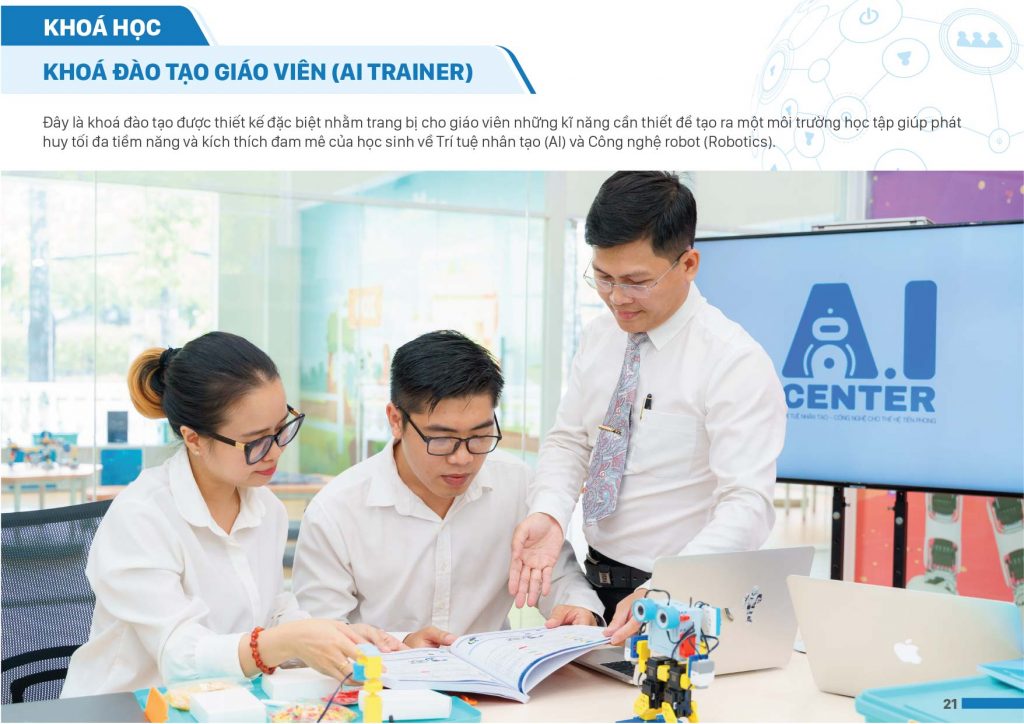 KHOÁ HỌC
KHOÁ ĐÀO TẠO GIÁO VIÊN (AI TRAINER)
Đây là khoá đào tạo được thiết kế đặc biệt nhằm trang bị cho giáo viên những kĩ năng cần thiết để tạo ra một môi trường học tập giúp phát
huy tối đa tiềm năng và kích thích đam mê của học sinh về Trí tuệ nhân tạo (AI) và Công nghệ robot (Robotics).
A.I
CENTER
TUỆ NHÂN TẠO - CÔNG NGHỆ CHO THẾ HỆ TIÊN PHONG
21